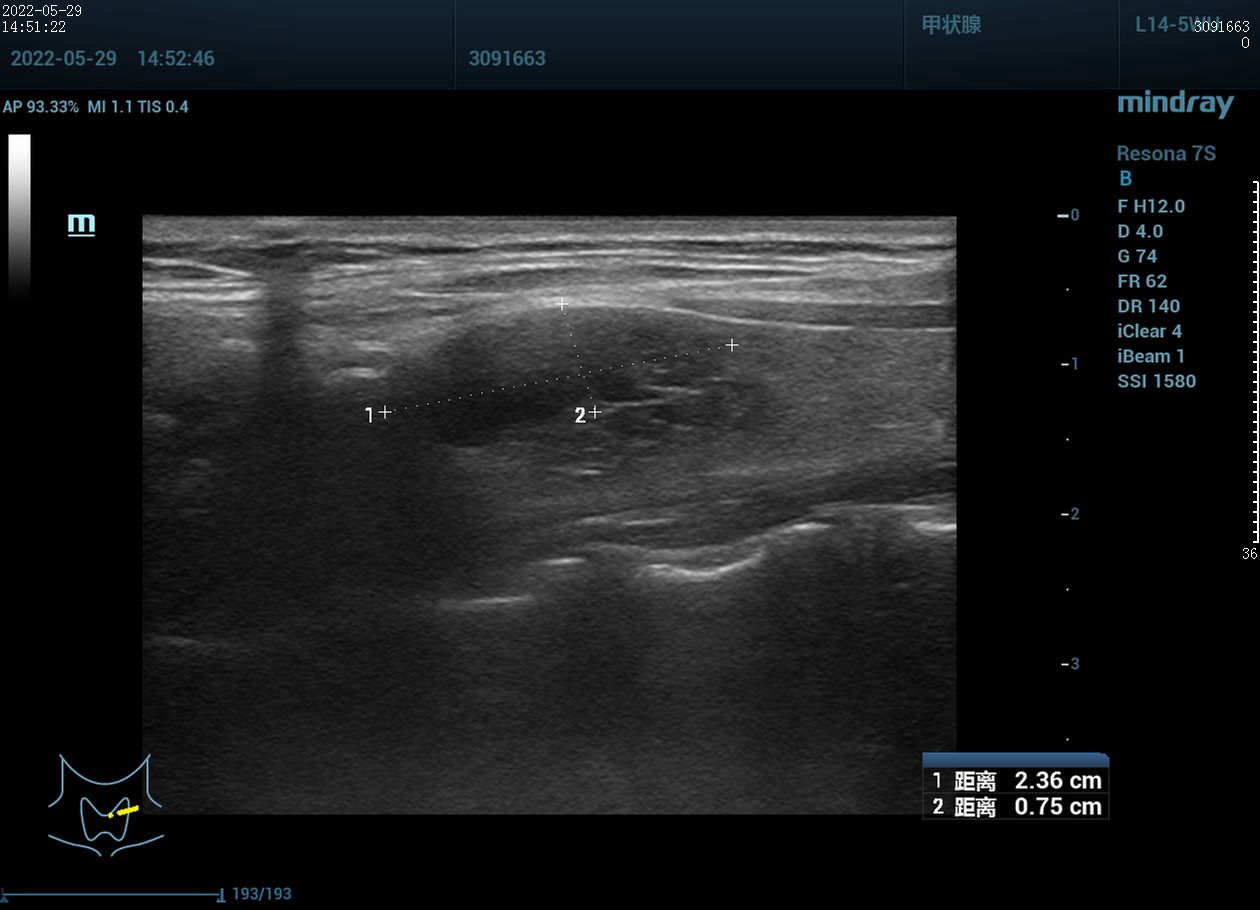 2022-05-29
14:51:22
2022-05-29 14:52:46
3091663
甲状腺
L14-5W
3091663
0
AP 93.33% MI 1.1 TIS 0.4
mindray
Resona 7S
B
F H12.0
D 4.0
G 74
FR 62
DR 140
iClear 4
iBeam 1
SSI 1580
m
0
1
2
3
36
1
2
1 距离 2.36 cm
2 距离 0.75 cm
193/193